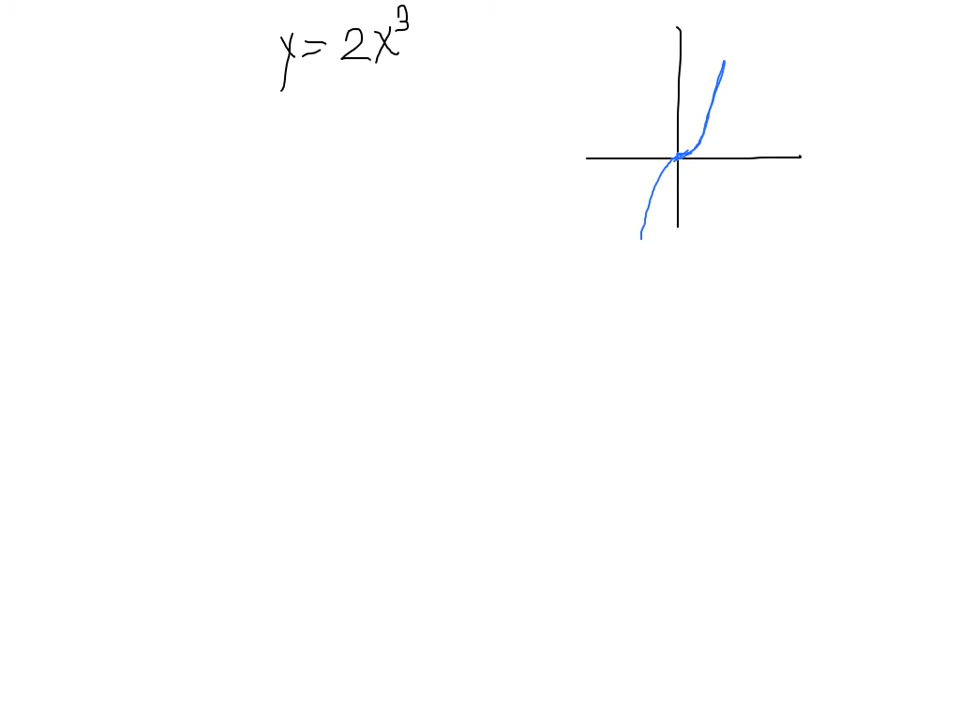 y = 2x³